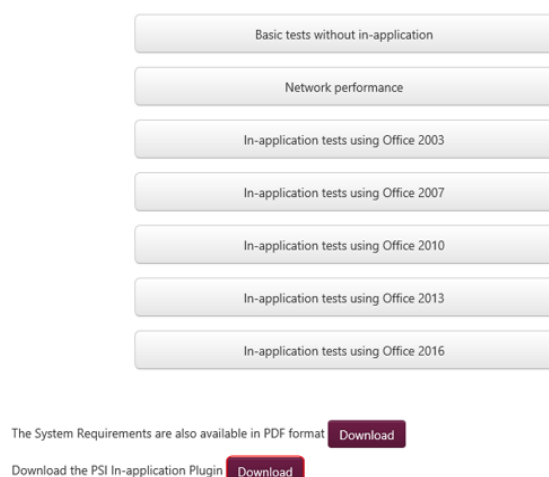 Basic tests without in-application
Network performance
In-application tests using Office 2003
In-application tests using Office 2007
In-application tests using Office 2010
In-application tests using Office 2013
In-application tests using Office 2016
The System Requirements are also available in PDF format Download
Download the PSI In-application Plugin Download